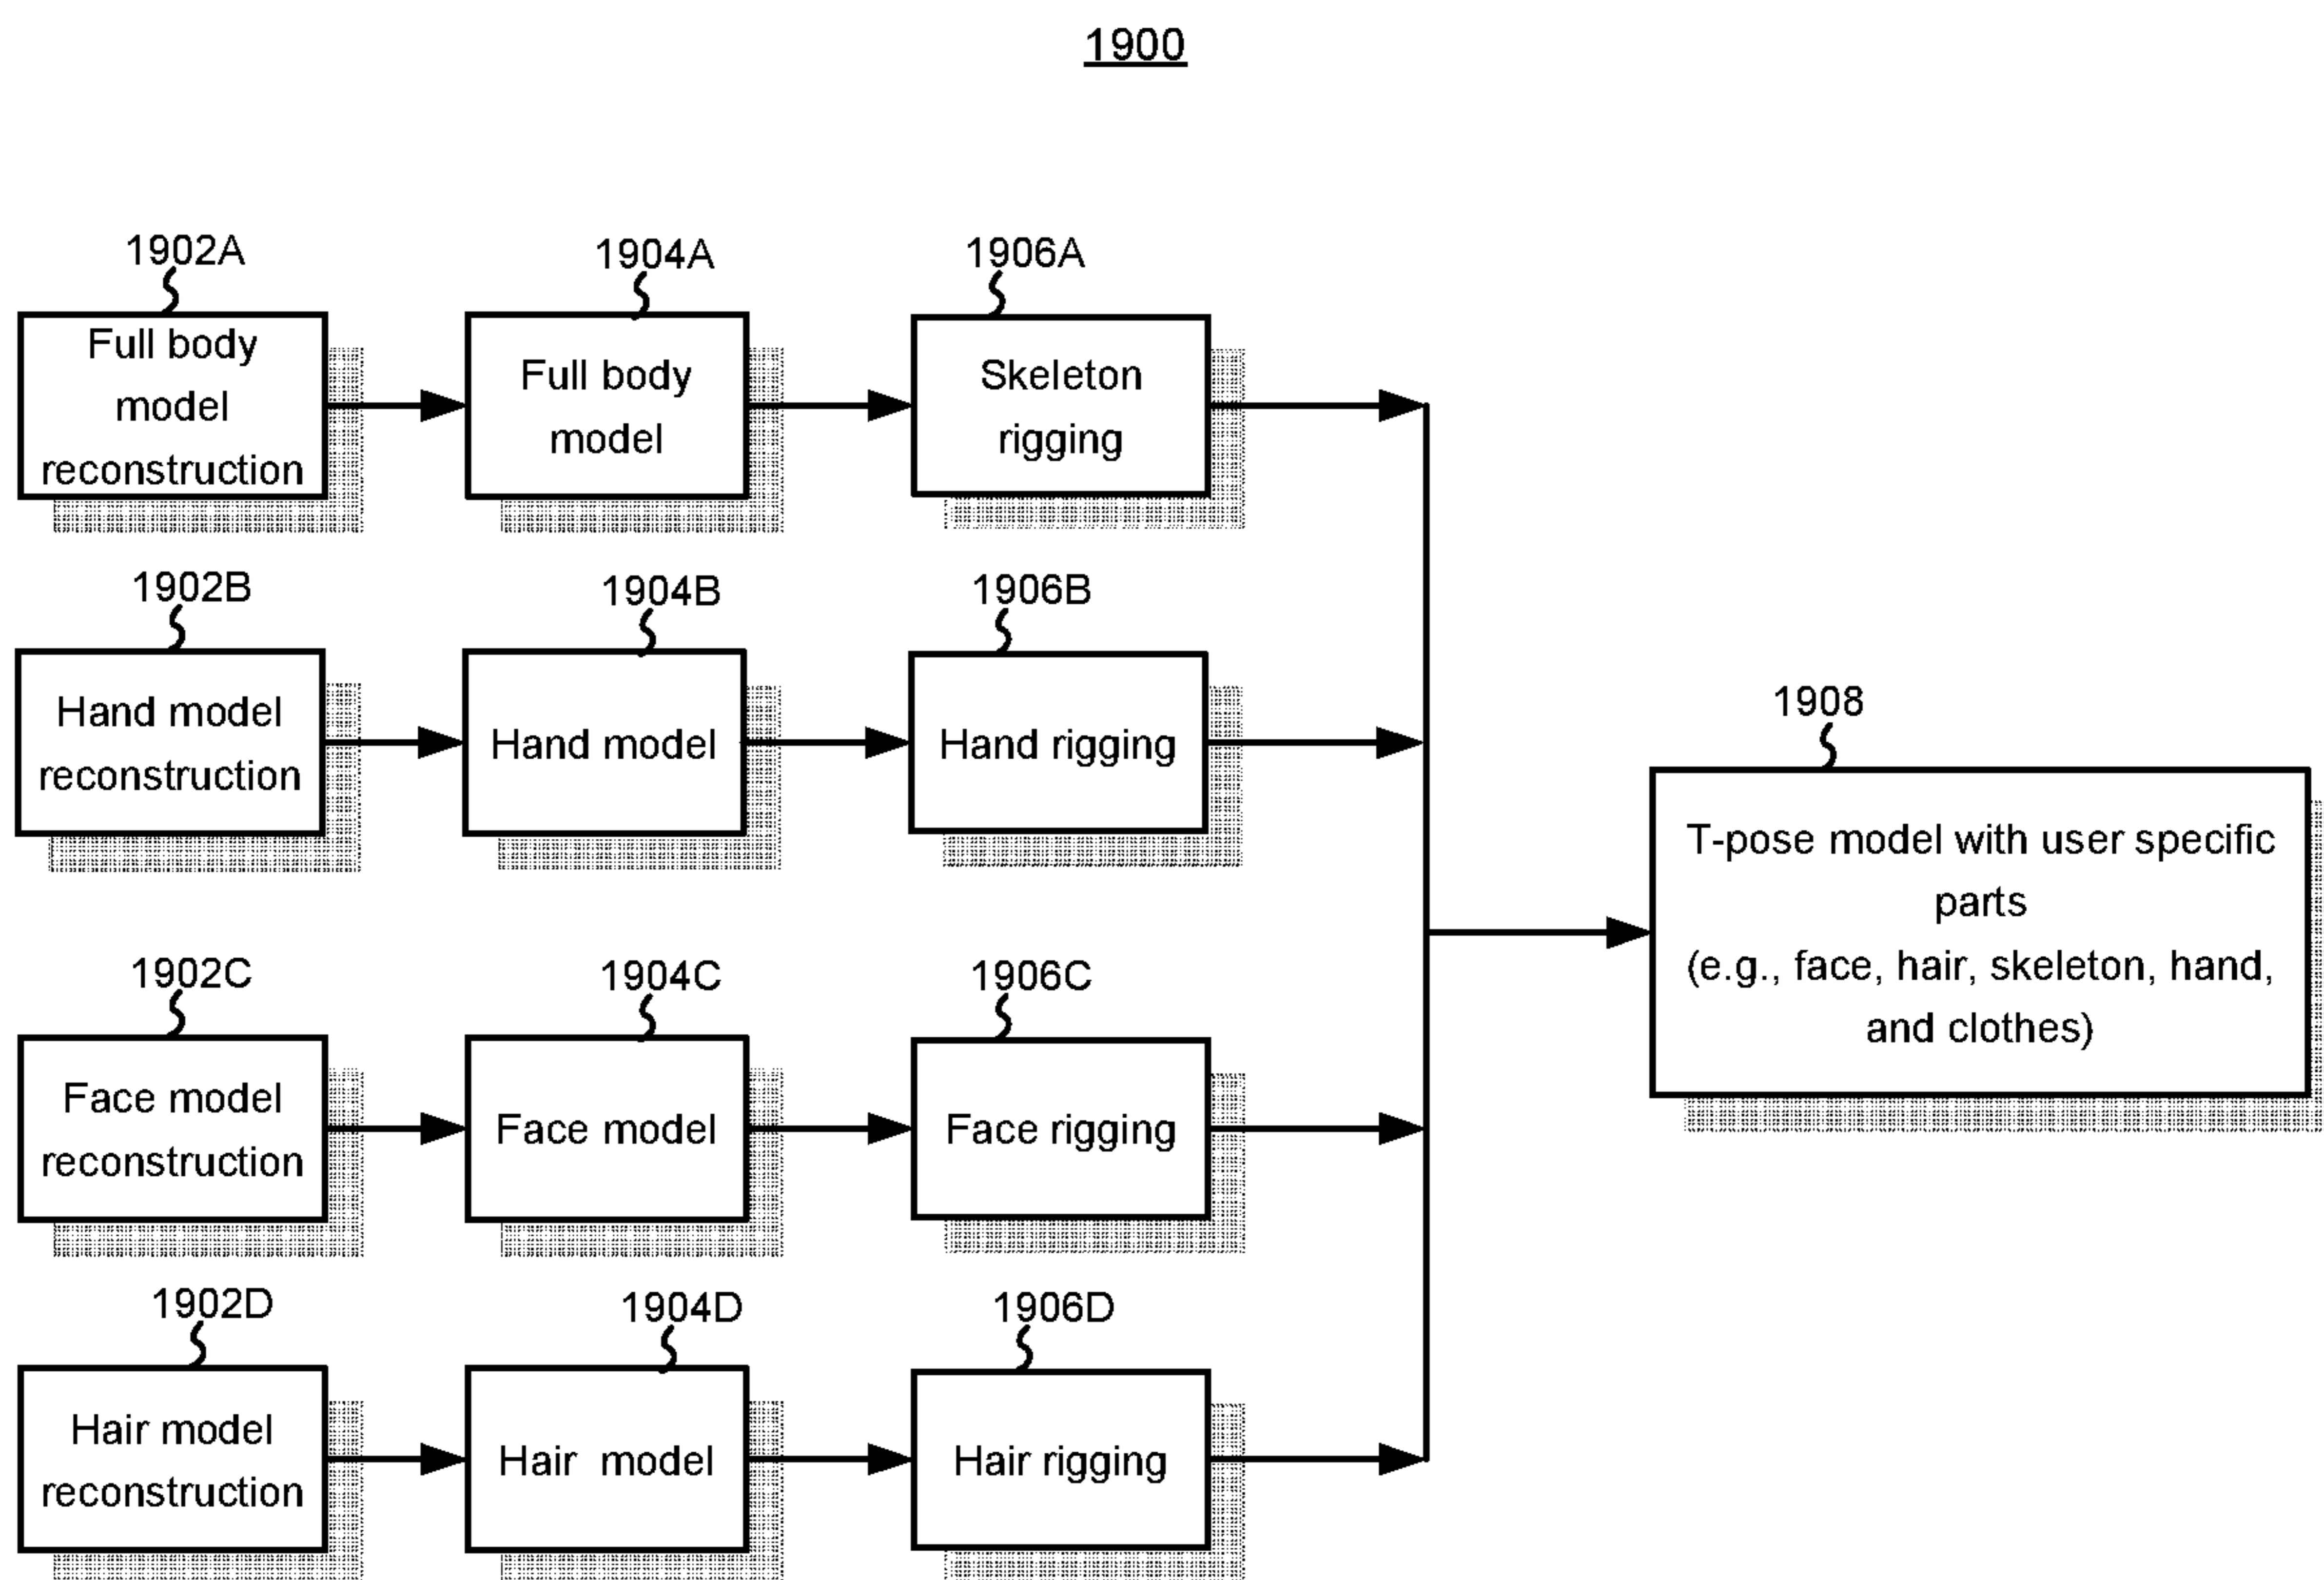 1900
1902A
1904A
1906A
Full body
model
reconstruction
Full body
model
Skeleton
rigging
1902B
1904B
1906B
Hand model
reconstruction
Hand model
Hand rigging
1908
T-pose model with user specific
parts
(e.g., face, hair, skeleton, hand,
and clothes)
1902C
1904C
1906C
Face model
reconstruction
Face model
Face rigging
1902D
1904D
1906D
Hair model
reconstruction
Hair model
Hair rigging